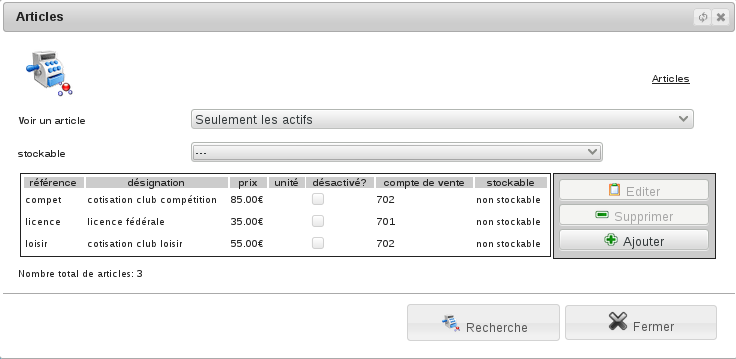 Articles
Articles
Voir un article Seulement les actifs
stockable ---
référence désignation prix unité désactivé? compte de vente stockable
compet cotisation club compétition 85.00€ 702 non stockable
licence licence fédérale 35.00€ 701 non stockable
loisir cotisation club loisir 55.00€ 702 non stockable
Editer
Supprimer
Ajouter
Nombre total de articles: 3
Recherche Fermer